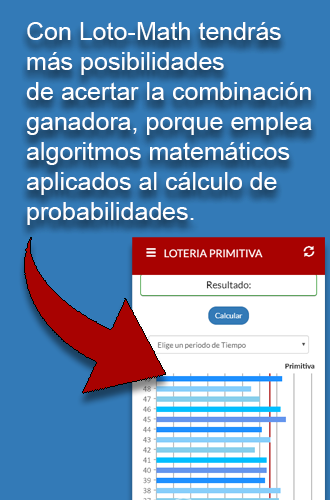 Con Loto-Math tendrás
más posibilidades
de acertar la combinación
ganadora, porque emplea
algoritmos matemáticos
aplicados al cálculo de
probabilidades.
LOTERIA PRIMITIVA
Resultado:
Calcular
Elige un periodo de Tiempo
Primitiva
48
47
46
45
44
43
42
41
40
39
38
37